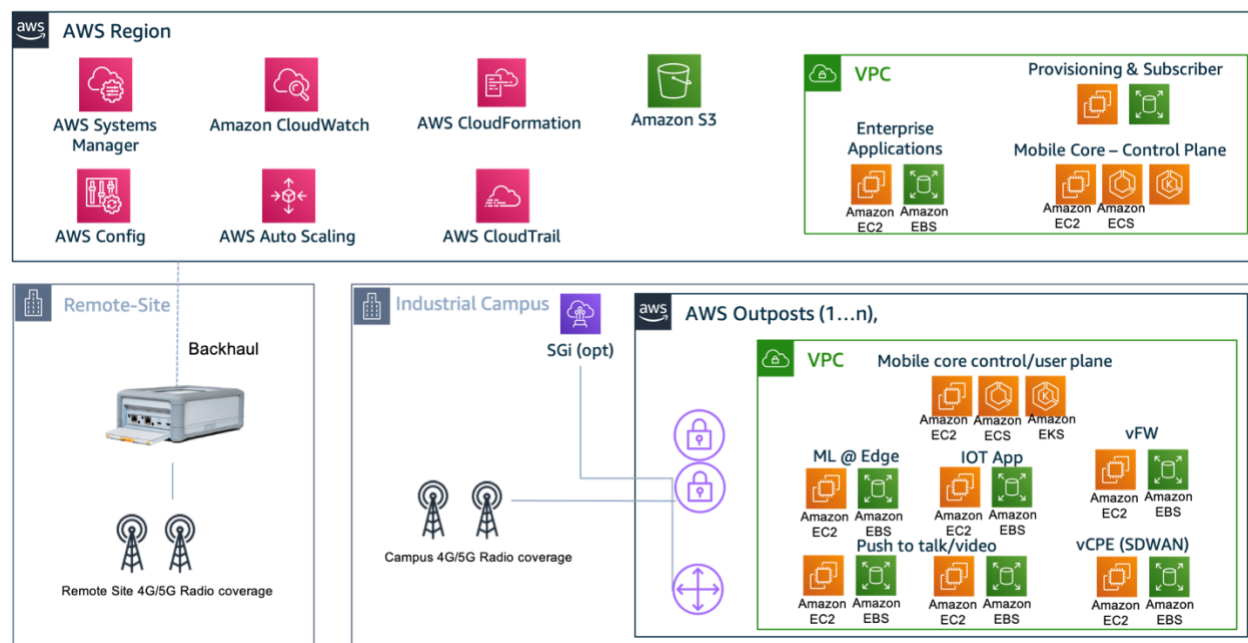 aws
AWS Region
AWS Systems
Manager
Amazon CloudWatch
AWS CloudFormation
Amazon S3
AWS Config
AWS Auto Scaling
AWS CloudTrail
VPC
Provisioning & Subscriber
Enterprise
Applications
Amazon
EC2
Amazon
EBS
Mobile Core – Control Plane
Amazon
EC2
Amazon
ECS
Remote-Site
Backhaul
Remote Site 4G/5G Radio coverage
Industrial Campus
SGi (opt)
Campus 4G/5G Radio coverage
aws
AWS Outposts (1...n),
VPC
Mobile core control/user plane
Amazon
EC2
Amazon
ECS
Amazon
EKS
vFW
Amazon
EC2
Amazon
EBS
ML @ Edge
Amazon
EC2
Amazon
EBS
IOT App
Amazon
EC2
Amazon
EBS
Push to talk/video
Amazon
EC2
Amazon
EBS
Amazon
EC2
Amazon
EBS
vCPE (SDWAN)
Amazon
EC2
Amazon
EBS